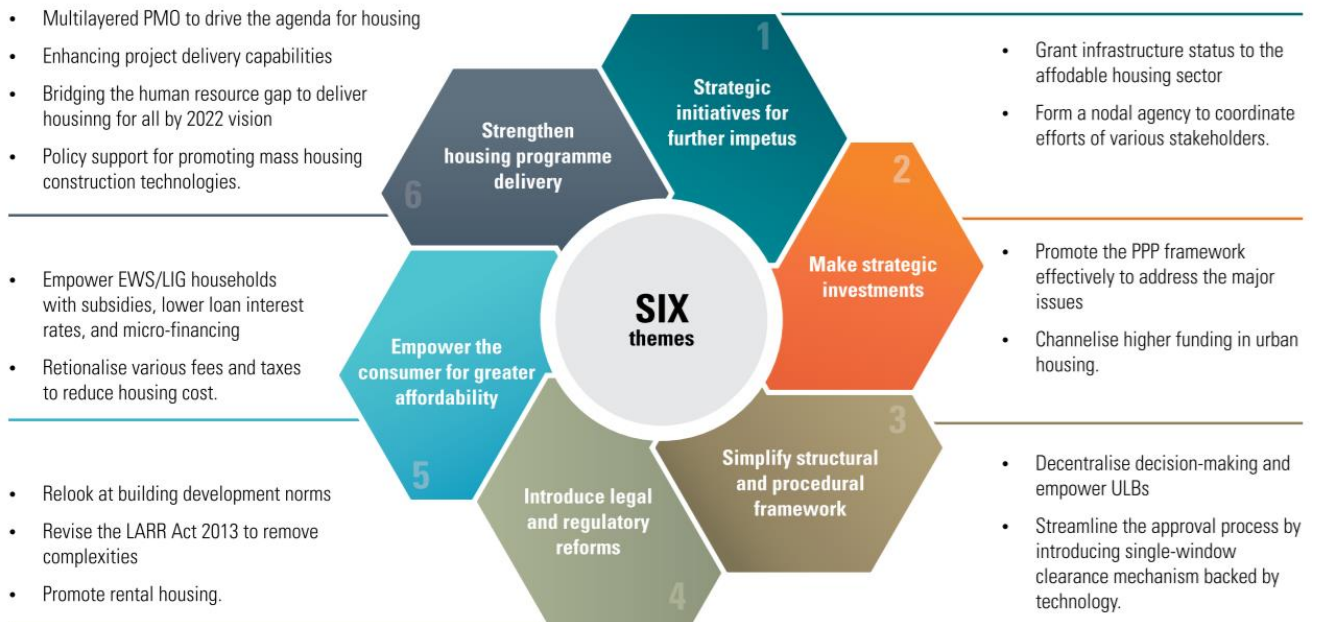 SIX
themes
1
Strategic
initiatives for
further impetus
• Grant infrastructure status to the
affodable housing sector
• Form a nodal agency to coordinate
efforts of various stakeholders.
2
Make strategic
investments
• Promote the PPP framework
effectively to address the major
issues
• Channelise higher funding in urban
housing.
3
Simplify structural
and procedural
framework
• Decentralise decision-making and
empower ULBs
• Streamline the approval process by
introducing single-window
clearance mechanism backed by
technology.
4
Introduce legal
and regulatory
reforms
• Relook at building development norms
• Revise the LARR Act 2013 to remove
complexities
• Promote rental housing.
5
Empower the
consumer for greater
affordability
• Empower EWS/LIG households
with subsidies, lower loan interest
rates, and micro-financing
• Retionalise various fees and taxes
to reduce housing cost.
6
Strengthen
housing programme
delivery
• Multilayered PMO to drive the agenda for housing
• Enhancing project delivery capabilities
• Bridging the human resource gap to deliver
housinng for all by 2022 vision
• Policy support for promoting mass housing
construction technologies.